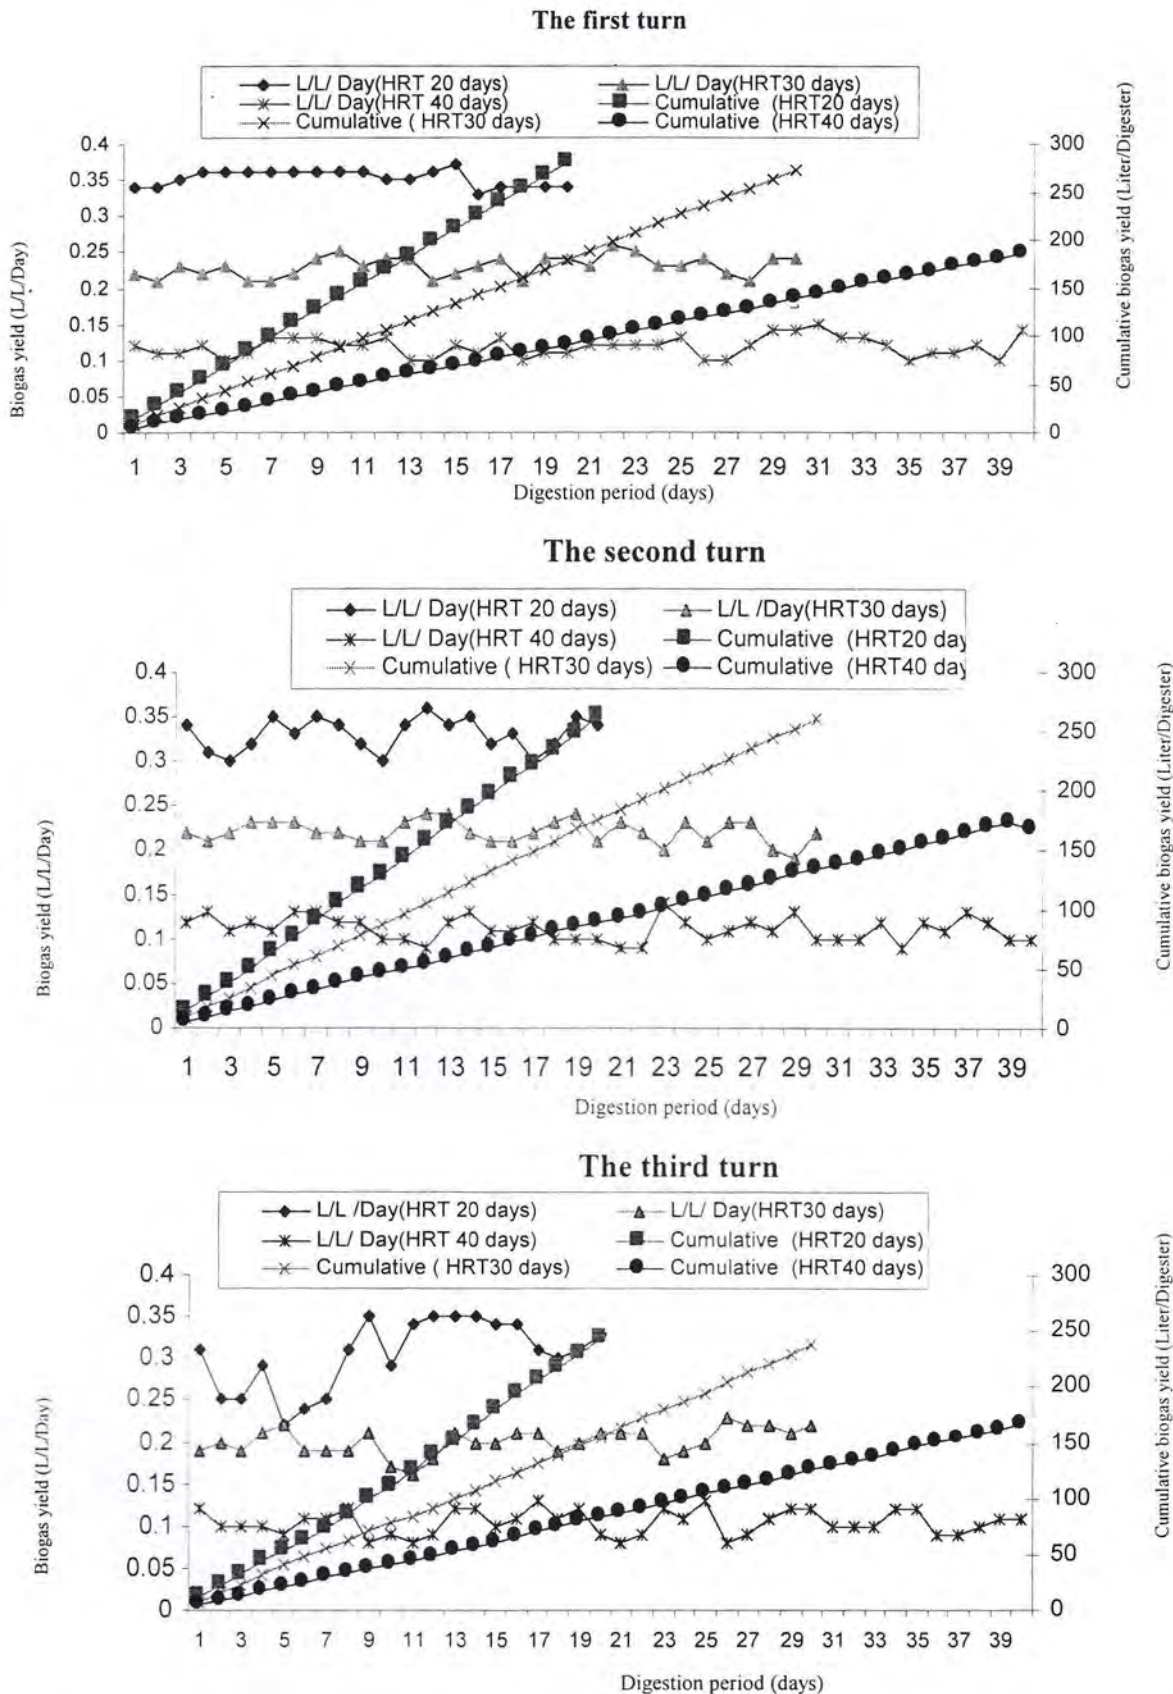 The first turn
L/L/ Day(HRT 20 days) L/L/ Day(HRT30 days)
L/L/ Day(HRT 40 days) Cumulative (HRT20 days)
Cumulative ( HRT30 days) Cumulative (HRT40 days)
0.4 300
0.35 250
0.3
0.25 200
0.2 150
0.15 100
0.1
0.05 50
0 0
Biogas yield (L/L/Day)
Cumulative biogas yield (Liter/Digester)
1 3 5 7 9 11 13 15 17 19 21 23 25 27 29 31 33 35 37 39
Digestion period (days)
The second turn
L/L/ Day(HRT 20 days) L/L /Day(HRT30 days)
L/L/ Day(HRT 40 days) Cumulative (HRT20 day
Cumulative ( HRT30 days) Cumulative (HRT40 day
0.4 300
0.35 250
0.3
0.25 200
0.2 150
0.15 100
0.1
0.05 50
0 0
Biogas yield (L/L/Day)
Cumulative biogas yield (Liter/Digester)
1 3 5 7 9 11 13 15 17 19 21 23 25 27 29 31 33 35 37 39
Digestion period (days)
The third turn
L/L /Day(HRT 20 days) L/L/ Day(HRT30 days)
L/L/ Day(HRT 40 days) Cumulative (HRT20 days)
Cumulative ( HRT30 days) Cumulative (HRT40 days)
0.4 300
0.35 250
0.3
0.25 200
0.2 150
0.15 100
0.1
0.05 50
0 0
Biogas yield (L/L/Day)
Cumulative biogas yield (Liter/Digester)
1 3 5 7 9 11 13 15 17 19 21 23 25 27 29 31 33 35 37 39
Digestion period (days)